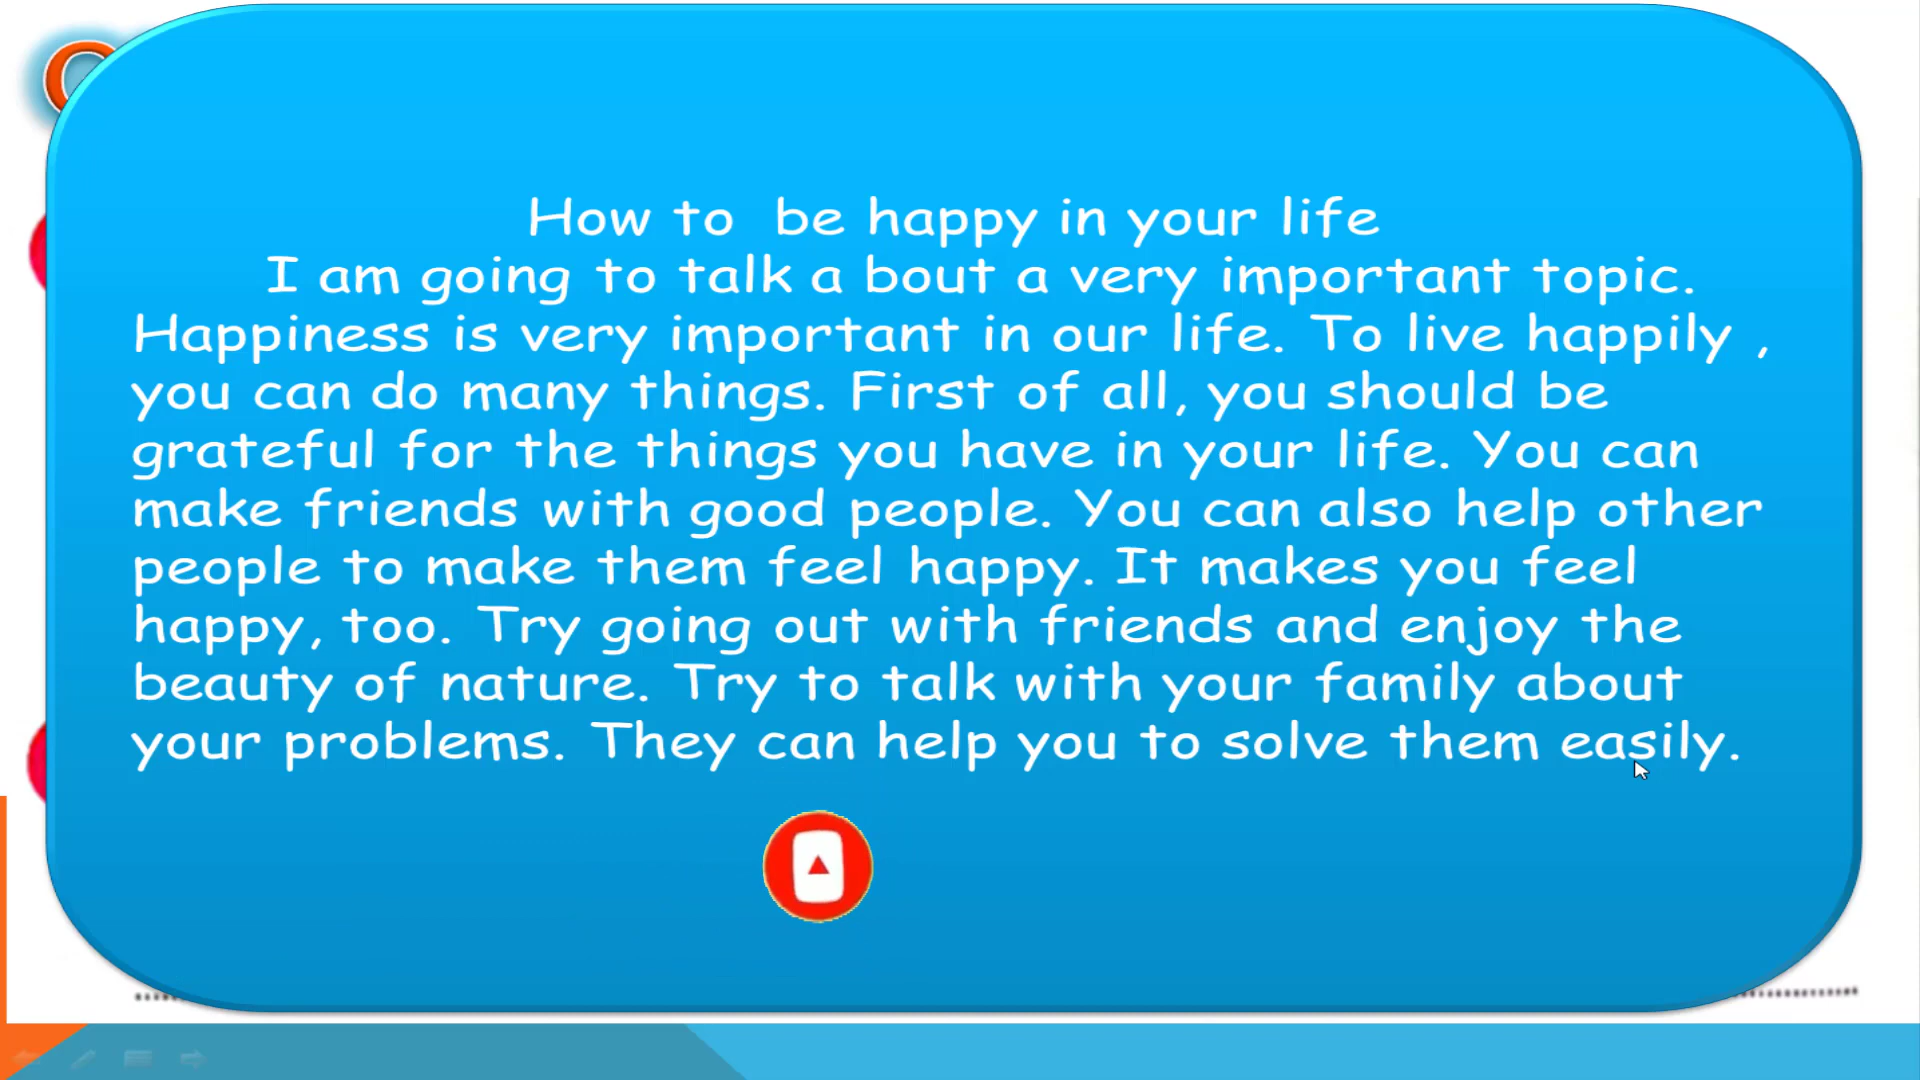 How to be happy in your life
I am going to talk a bout a very important topic.
Happiness is very important in our life. To live happily ,
you can do many things. First of all, you should be
grateful for the things you have in your life. You can
make friends with good people. You can also help other
people to make them feel happy. It makes you feel
happy, too. Try going out with friends and enjoy the
beauty of nature. Try to talk with your family about
your problems. They can help you to solve them easily.